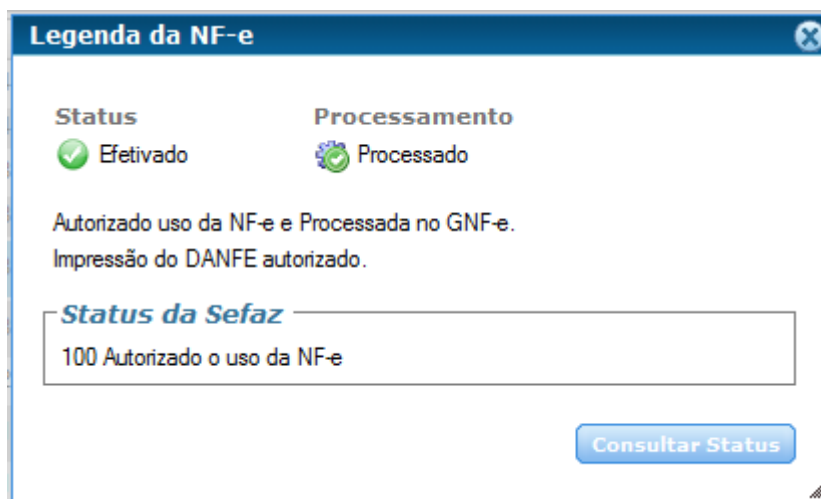 Legenda da NF-e
Status Processamento
Efetivado Processado
Autorizado uso da NF-e e Processada no GNF-e.
Impressão do DANFE autorizado.
Status da Sefaz
100 Autorizado o uso da NF-e
Consultar Status